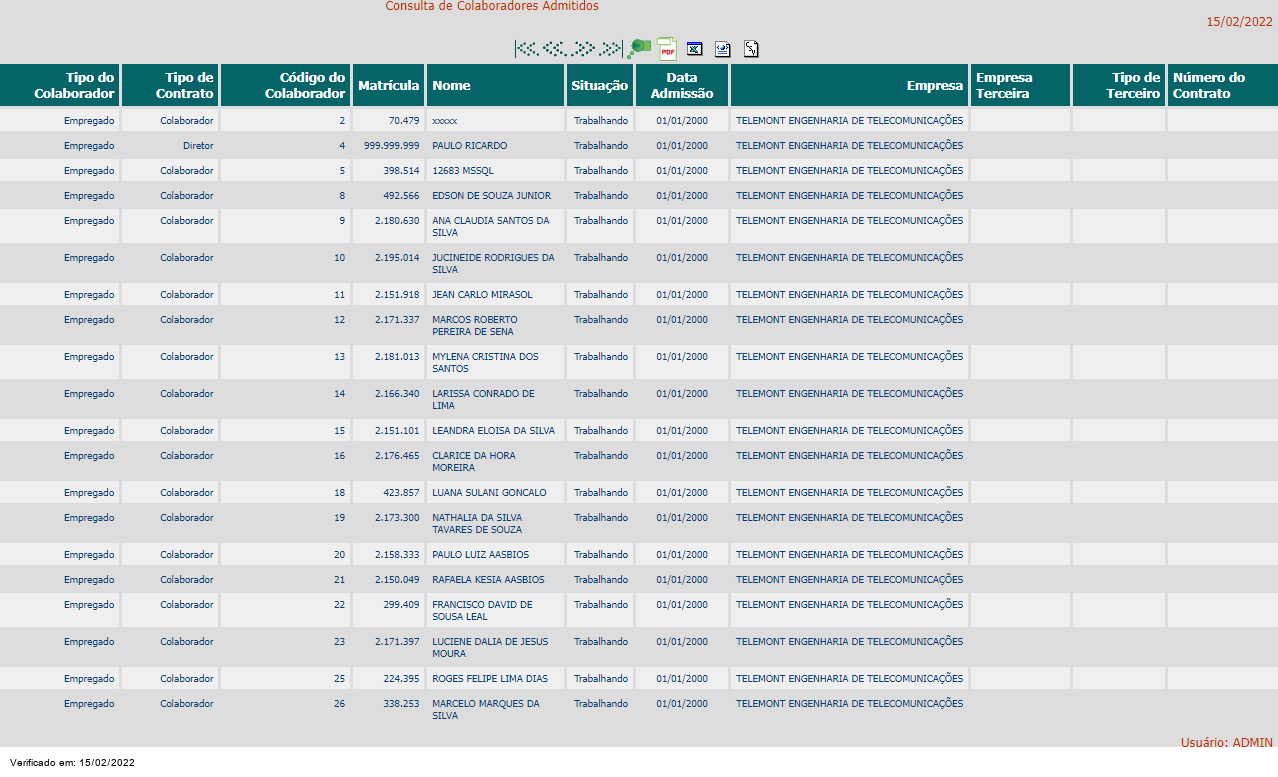 Consulta de Colaboradores Admitidos
15/02/2022
PDF
Tipo do Colaborador Tipo de Contrato Código do Colaborador Matrícula Nome Situação Data Admissão Empresa Empresa Terceira Tipo de Terceiro Número do Contrato
Empregado Colaborador 2 70.479 xxxxx Trabalhando 01/01/2000 TELEMONT ENGENHARIA DE TELECOMUNICAÇÕES
Empregado Diretor 4 999.999.999 PAULO RICARDO Trabalhando 01/01/2000 TELEMONT ENGENHARIA DE TELECOMUNICAÇÕES
Empregado Colaborador 5 398.514 12683 MSSQL Trabalhando 01/01/2000 TELEMONT ENGENHARIA DE TELECOMUNICAÇÕES
Empregado Colaborador 8 492.566 EDSON DE SOUZA JUNIOR Trabalhando 01/01/2000 TELEMONT ENGENHARIA DE TELECOMUNICAÇÕES
Empregado Colaborador 9 2.180.630 ANA CLAUDIA SANTOS DA SILVA Trabalhando 01/01/2000 TELEMONT ENGENHARIA DE TELECOMUNICAÇÕES
Empregado Colaborador 10 2.195.014 JUCINEIDE RODRIGUES DA SILVA Trabalhando 01/01/2000 TELEMONT ENGENHARIA DE TELECOMUNICAÇÕES
Empregado Colaborador 11 2.151.918 JEAN CARLO MIRASOL Trabalhando 01/01/2000 TELEMONT ENGENHARIA DE TELECOMUNICAÇÕES
Empregado Colaborador 12 2.171.337 MARCOS ROBERTO PEREIRA DE SENA Trabalhando 01/01/2000 TELEMONT ENGENHARIA DE TELECOMUNICAÇÕES
Empregado Colaborador 13 2.181.013 MYLENA CRISTINA DOS SANTOS Trabalhando 01/01/2000 TELEMONT ENGENHARIA DE TELECOMUNICAÇÕES
Empregado Colaborador 14 2.166.340 LARISSA CONRADO DE LIMA Trabalhando 01/01/2000 TELEMONT ENGENHARIA DE TELECOMUNICAÇÕES
Empregado Colaborador 15 2.151.101 LEANDRA ELOISA DA SILVA Trabalhando 01/01/2000 TELEMONT ENGENHARIA DE TELECOMUNICAÇÕES
Empregado Colaborador 16 2.176.465 CLARICE DA HORA MOREIRA Trabalhando 01/01/2000 TELEMONT ENGENHARIA DE TELECOMUNICAÇÕES
Empregado Colaborador 18 423.857 LUANA SULANI GONCALO Trabalhando 01/01/2000 TELEMONT ENGENHARIA DE TELECOMUNICAÇÕES
Empregado Colaborador 19 2.173.300 NATHALIA DA SILVA TAVARES DE SOUZA Trabalhando 01/01/2000 TELEMONT ENGENHARIA DE TELECOMUNICAÇÕES
Empregado Colaborador 20 2.158.333 PAULO LUIZ AASBIOS Trabalhando 01/01/2000 TELEMONT ENGENHARIA DE TELECOMUNICAÇÕES
Empregado Colaborador 21 2.150.049 RAFAELA KESIA AASBIOS Trabalhando 01/01/2000 TELEMONT ENGENHARIA DE TELECOMUNICAÇÕES
Empregado Colaborador 22 299.409 FRANCISCO DAVID DE SOUSA LEAL Trabalhando 01/01/2000 TELEMONT ENGENHARIA DE TELECOMUNICAÇÕES
Empregado Colaborador 23 2.171.397 LUCIENE DALIA DE JESUS MOURA Trabalhando 01/01/2000 TELEMONT ENGENHARIA DE TELECOMUNICAÇÕES
Empregado Colaborador 25 224.395 ROGES FELIPE LIMA DIAS Trabalhando 01/01/2000 TELEMONT ENGENHARIA DE TELECOMUNICAÇÕES
Empregado Colaborador 26 338.253 MARCELO MARQUES DA SILVA Trabalhando 01/01/2000 TELEMONT ENGENHARIA DE TELECOMUNICAÇÕES
Usuário: ADMIN
Verificado em: 15/02/2022